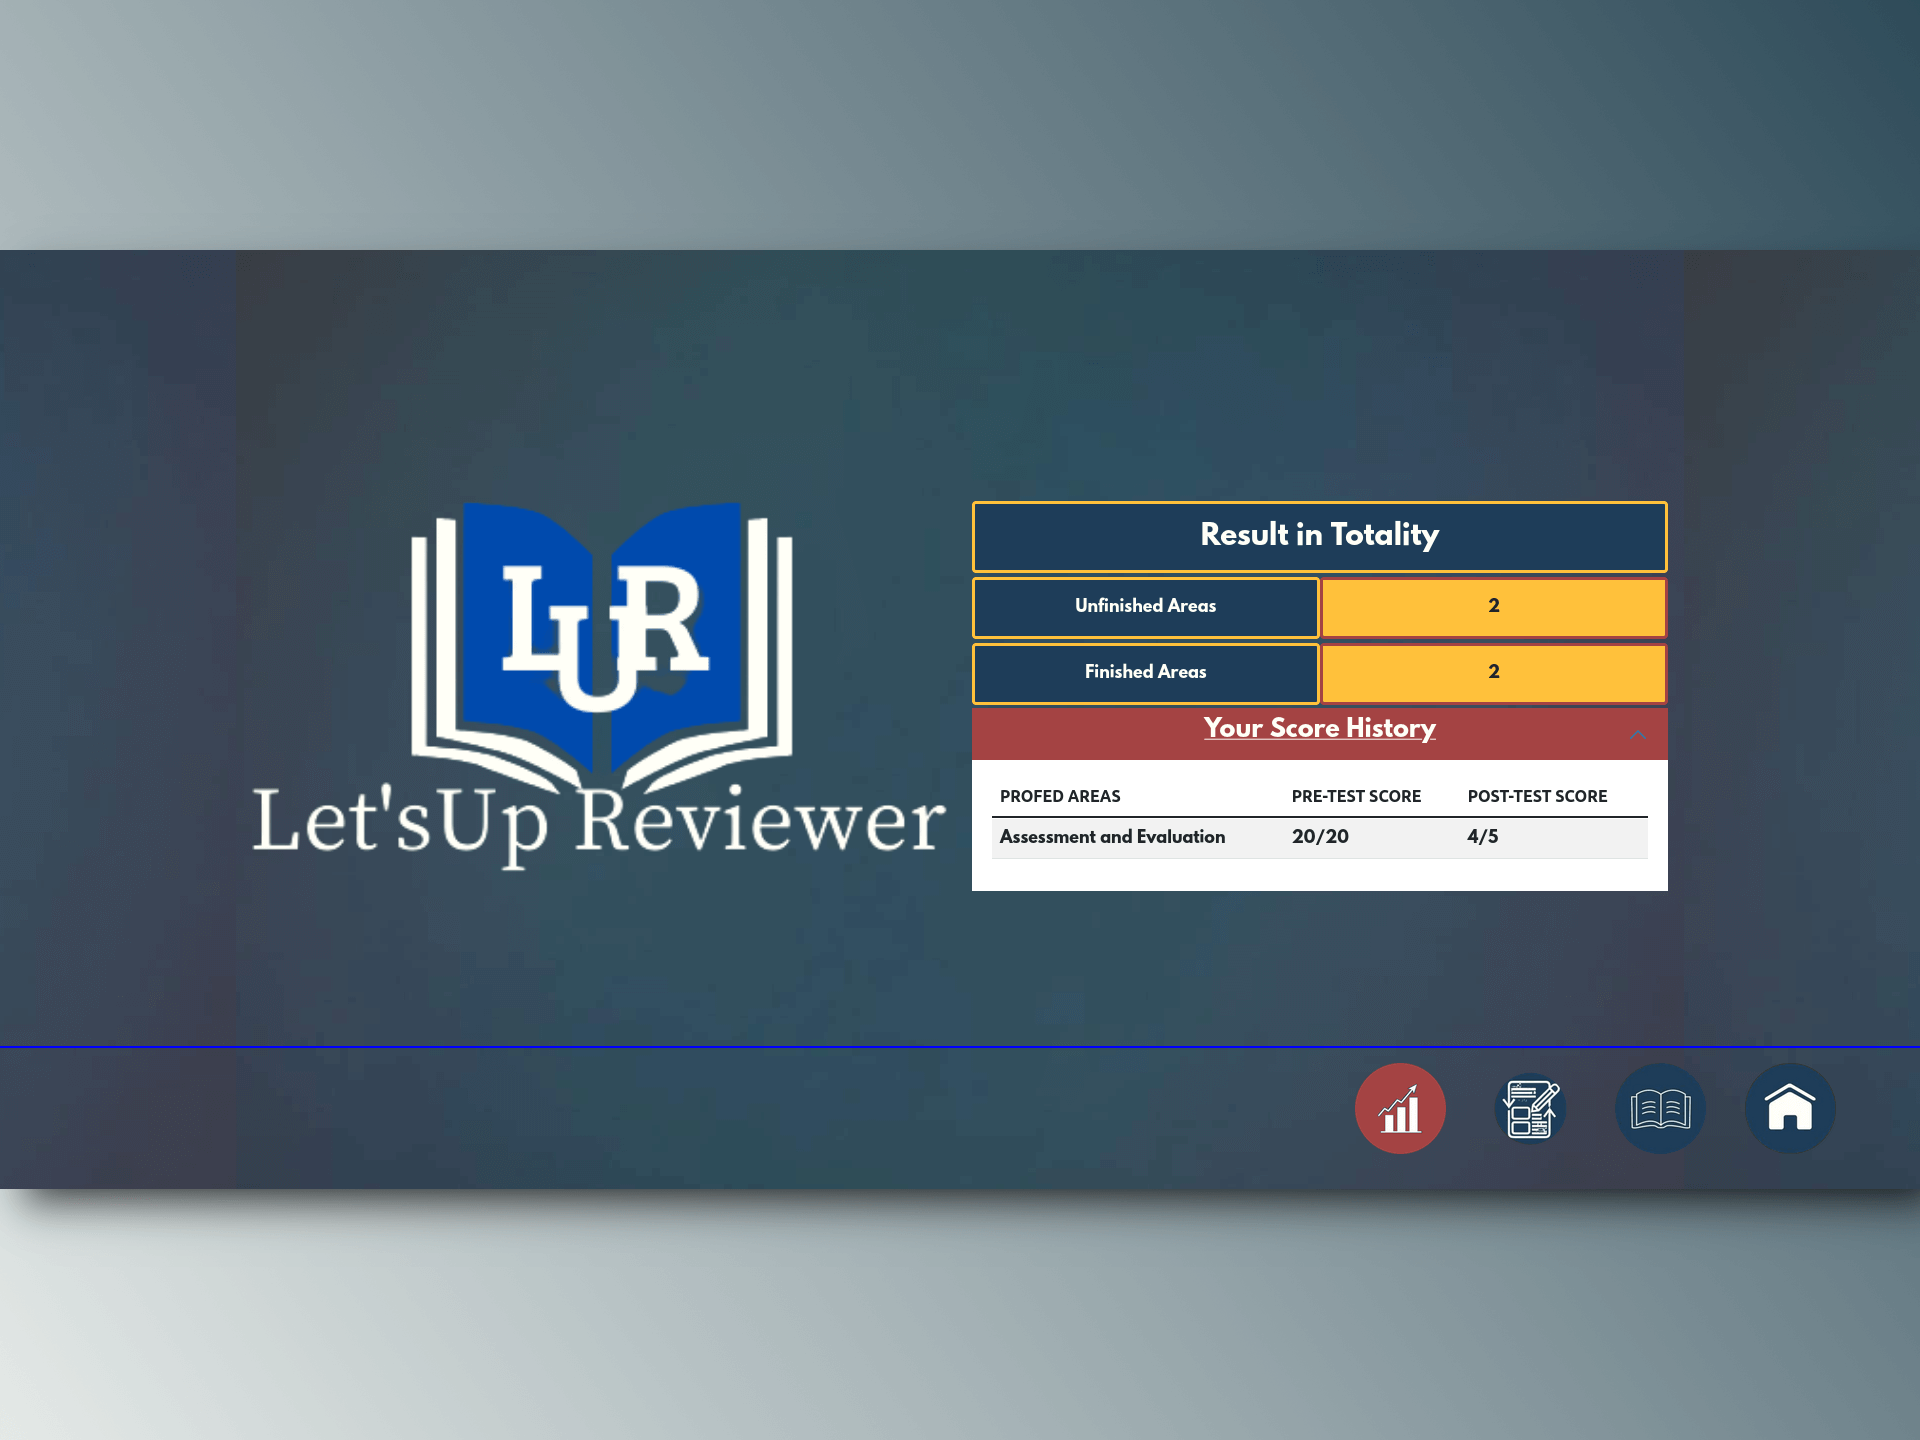 LUR
Let'sUp Reviewer
Result in Totality
Unfinished Areas 2
Finished Areas 2
Your Score History
PROFED AREAS PRE-TEST SCORE POST-TEST SCORE
Assessment and Evaluation 20/20 4/5